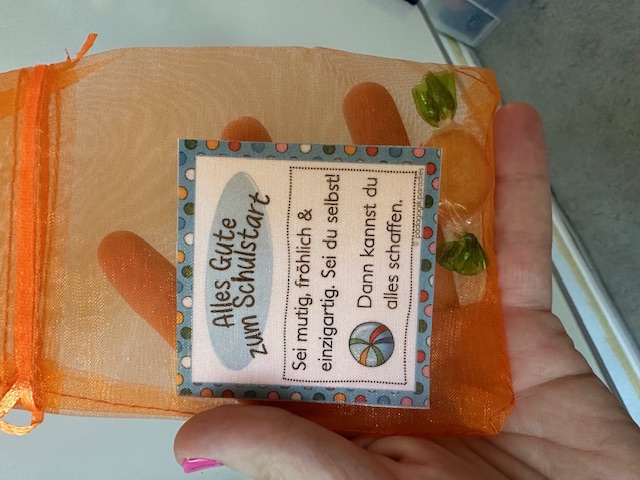 Alles Gute
zum Schulstart
Sei mutig, fröhlich &
einzigartig. Sei du selbst!
Dann kannst du
alles schaffen.